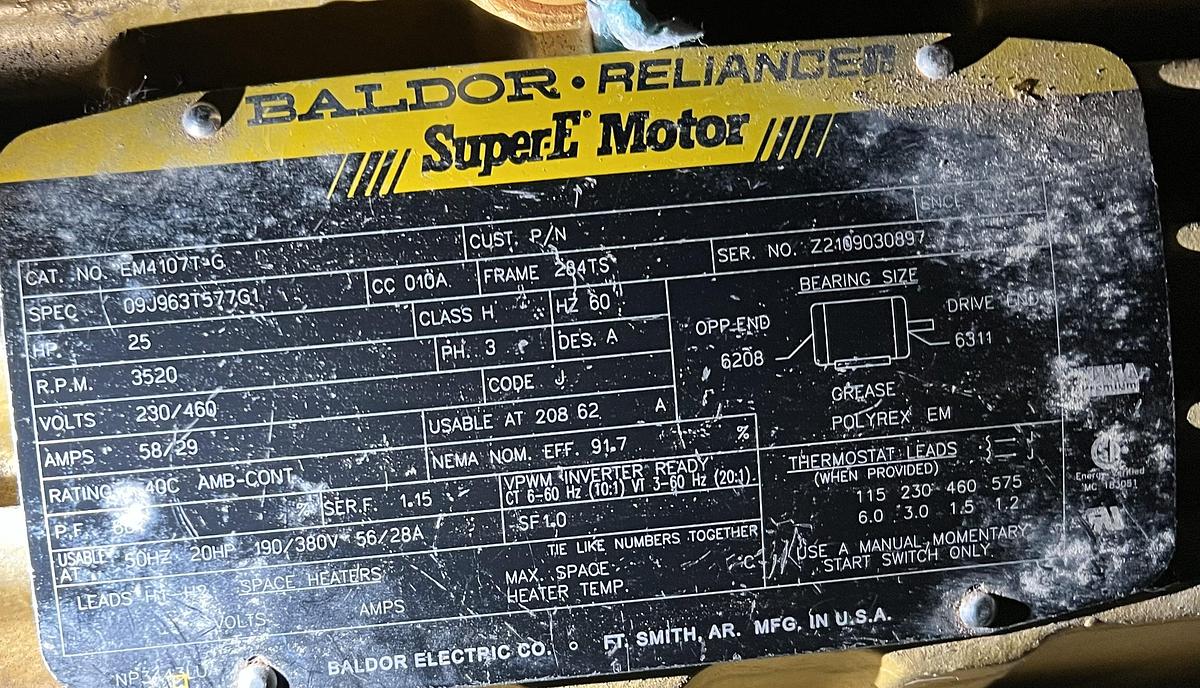 BALDOR • RELIANCE
Super-E Motor
CAT. NO. EM4107T-G CUST. P/N
SPEC 09J963T577G1 CC 010A FRAME 284TS SER. NO. Z2109030897
HP 25 CLASS H HZ 60
R.P.M. 3520 PH. 3 DES. A
VOLTS 230/460 CODE J
AMPS 58/29 USABLE AT 208 62 A
RATING 40C AMB-CONT NEMA NOM. EFF. 91.7 %
P.F. % SER.F. 1.15 VPWM INVERTER READY
CT 6-60 Hz (10:1) VT 3-60 Hz (20:1)
USABLE AT 50HZ 20HP 190/380V 56/28A SF1.0
LEADS SPACE HEATERS TIE LIKE NUMBERS TOGETHER
VOLTS AMPS MAX. SPACE HEATER TEMP. C
BEARING SIZE
OPP-END DRIVE END
6208 6311
GREASE
POLYREX EM
THERMOSTAT LEADS
(WHEN PROVIDED)
115 230 460 575
6.0 3.0 1.5 1.2
USE A MANUAL MOMENTARY
START SWITCH ONLY
Premium
BALDOR ELECTRIC CO. FT. SMITH, AR. MFG. IN U.S.A.